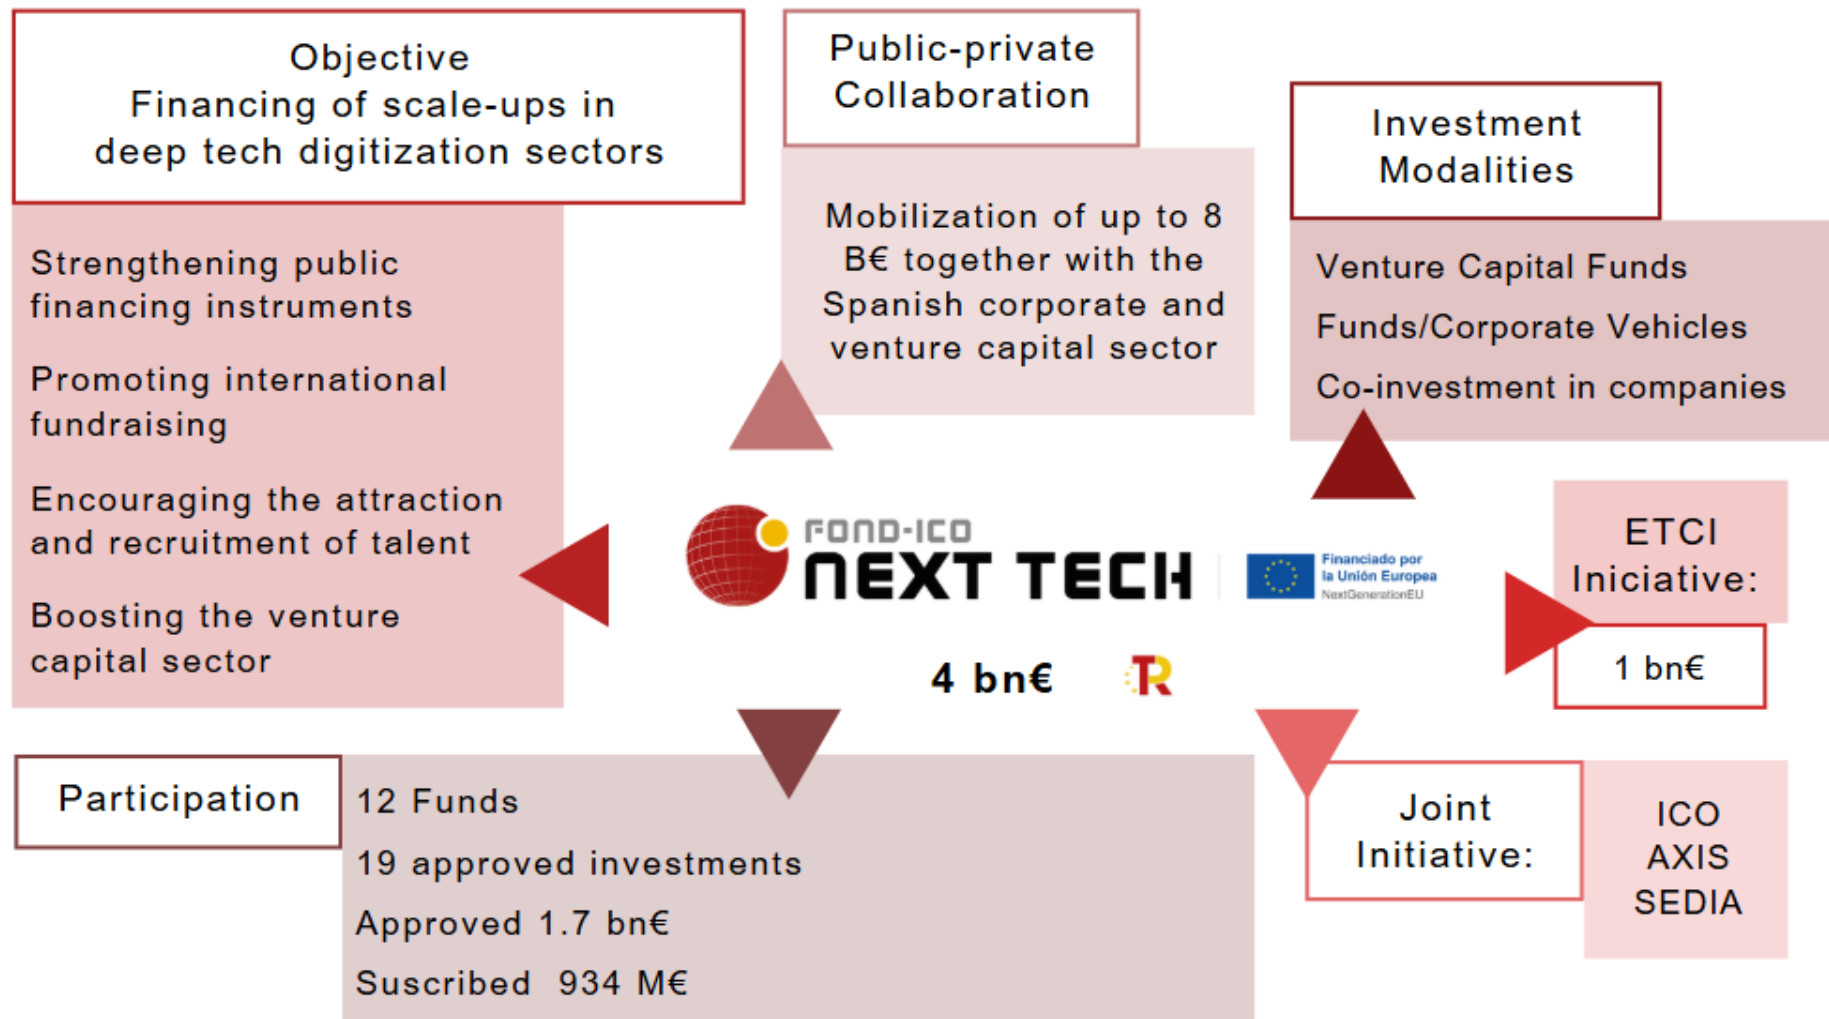 Objective
Financing of scale-ups in
deep tech digitization sectors
Strengthening public
financing instruments
Promoting international
fundraising
Encouraging the attraction
and recruitment of talent
Boosting the venture
capital sector
Public-private
Collaboration
Mobilization of up to 8
B€ together with the
Spanish corporate and
venture capital sector
Investment
Modalities
Venture Capital Funds
Funds/Corporate Vehicles
Co-investment in companies
FOND-ICO
NEXT TECH
Financiado por
la Unión Europea
NextGenerationEU
4 bn€
TR
ETCI
Iniciative:
1 bn€
Participation
12 Funds
19 approved investments
Approved 1.7 bn€
Suscribed 934 M€
Joint
Initiative:
ICO
AXIS
SEDIA